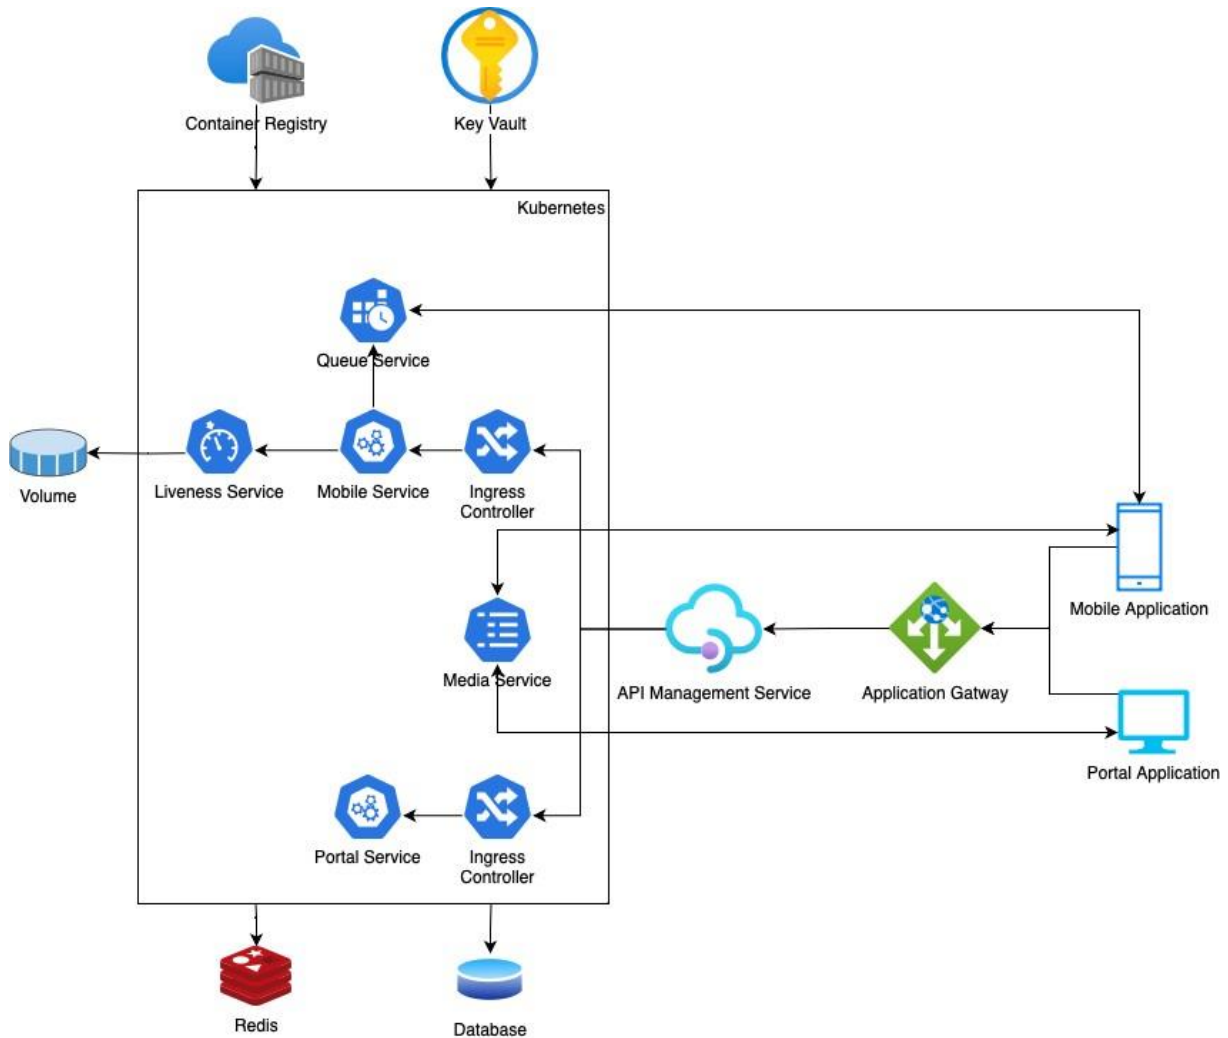 Container Registry
Key Vault
Kubernetes
Queue Service
Volume
Liveness Service
Mobile Service
Ingress
Controller
Mobile Application
Media Service
API Management Service
Application Gatway
Portal Application
Portal Service
Ingress
Controller
Redis
Database